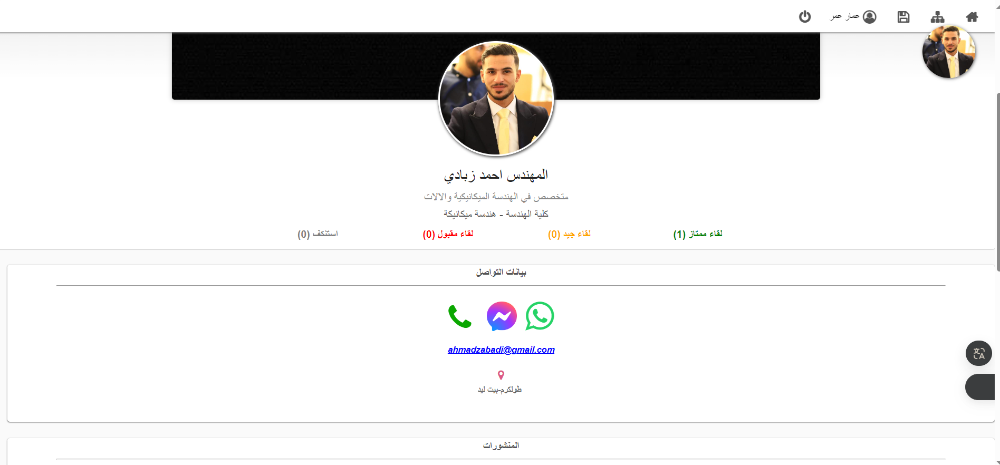 عمار عمر
المهندس احمد زبادي
متخصص في الهندسة الميكانيكية والالات
كلية الهندسة - هندسة ميكانيكة
لقاء ممتاز (1)
لقاء جيد (0)
لقاء مقبول (0)
استنكف (0)
بيانات التواصل
ahmadzabadi@gmail.com
طولكرم-بيت ليد
المنشورات